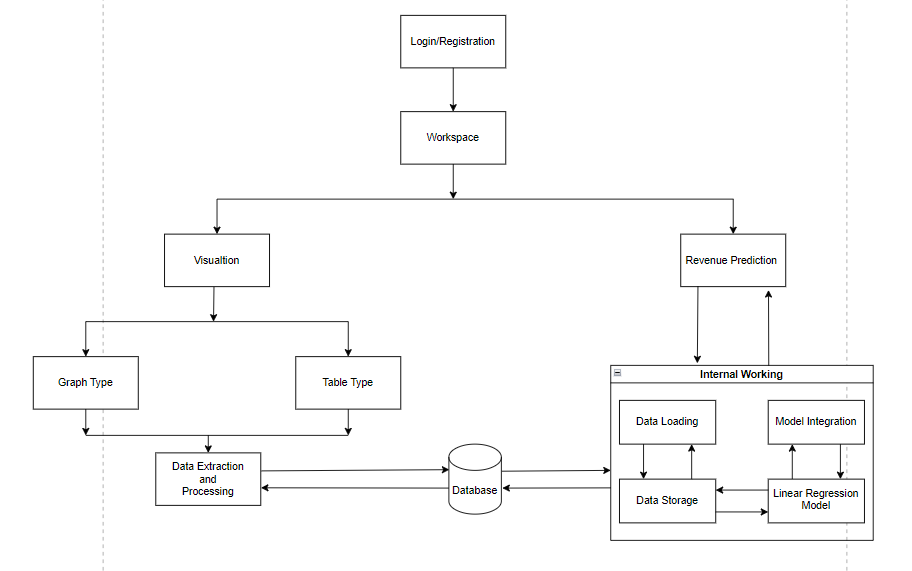 Login/Registration
Workspace
Visualtion
Revenue Prediction
Graph Type
Table Type
Internal Working
Data Loading
Model Integration
Data Extraction
and
Processing
Database
Data Storage
Linear Regression
Model